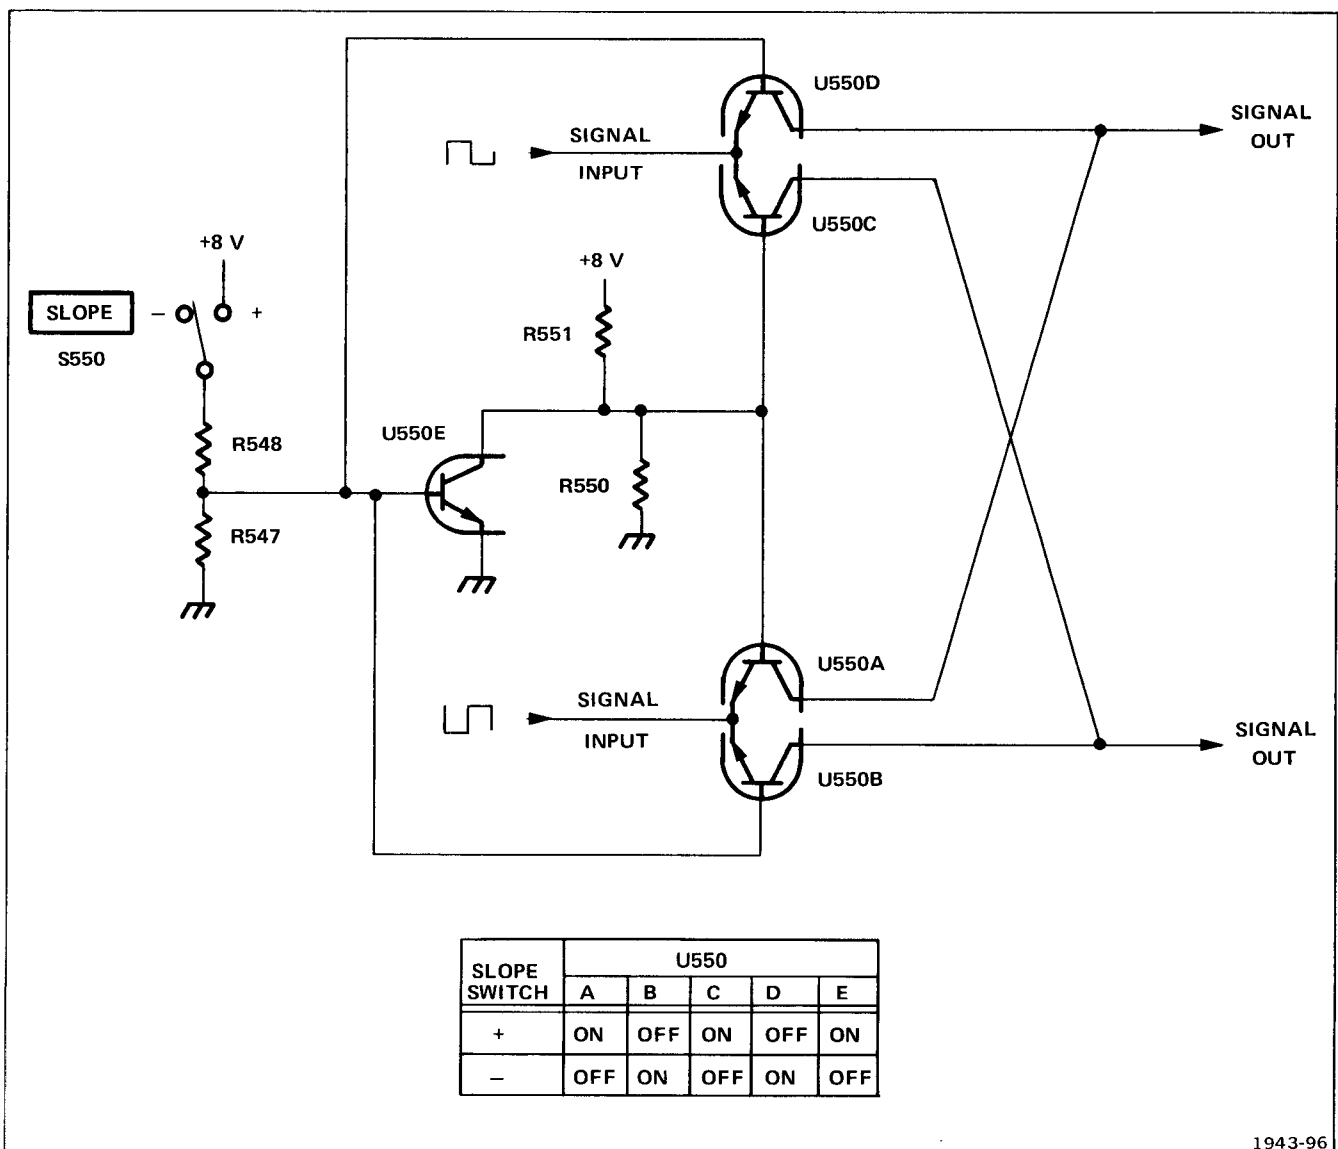 U550D
SIGNAL
OUT
SIGNAL
INPUT
U550C
+8 V
+8 V
SLOPE
– +
S550
R551
U550E
R548
R550
R547
U550A
SIGNAL
INPUT
SIGNAL
OUT
U550B
SLOPE
SWITCH
U550
A B C D E
+ ON OFF ON OFF ON
– OFF ON OFF ON OFF
1943-96